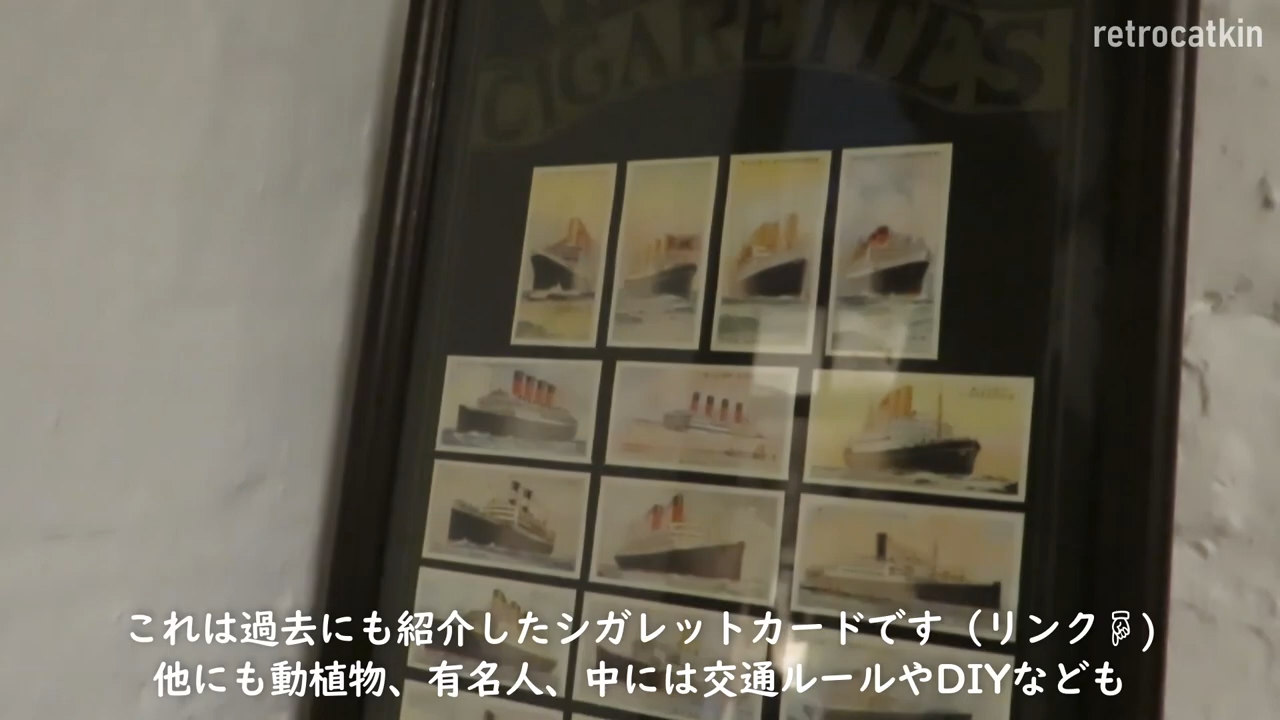 retrocatkin
CIGARETTES
これは過去にも紹介したシガレットカードです（リンク☟)
他にも動植物、有名人、中には交通ルールやDIYなども